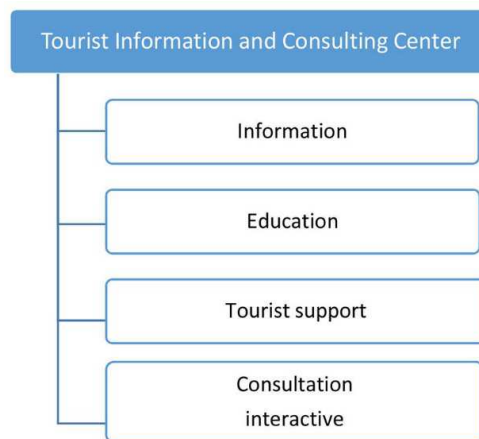 Tourist Information and Consulting Center
Information
Education
Tourist support
Consultation
interactive